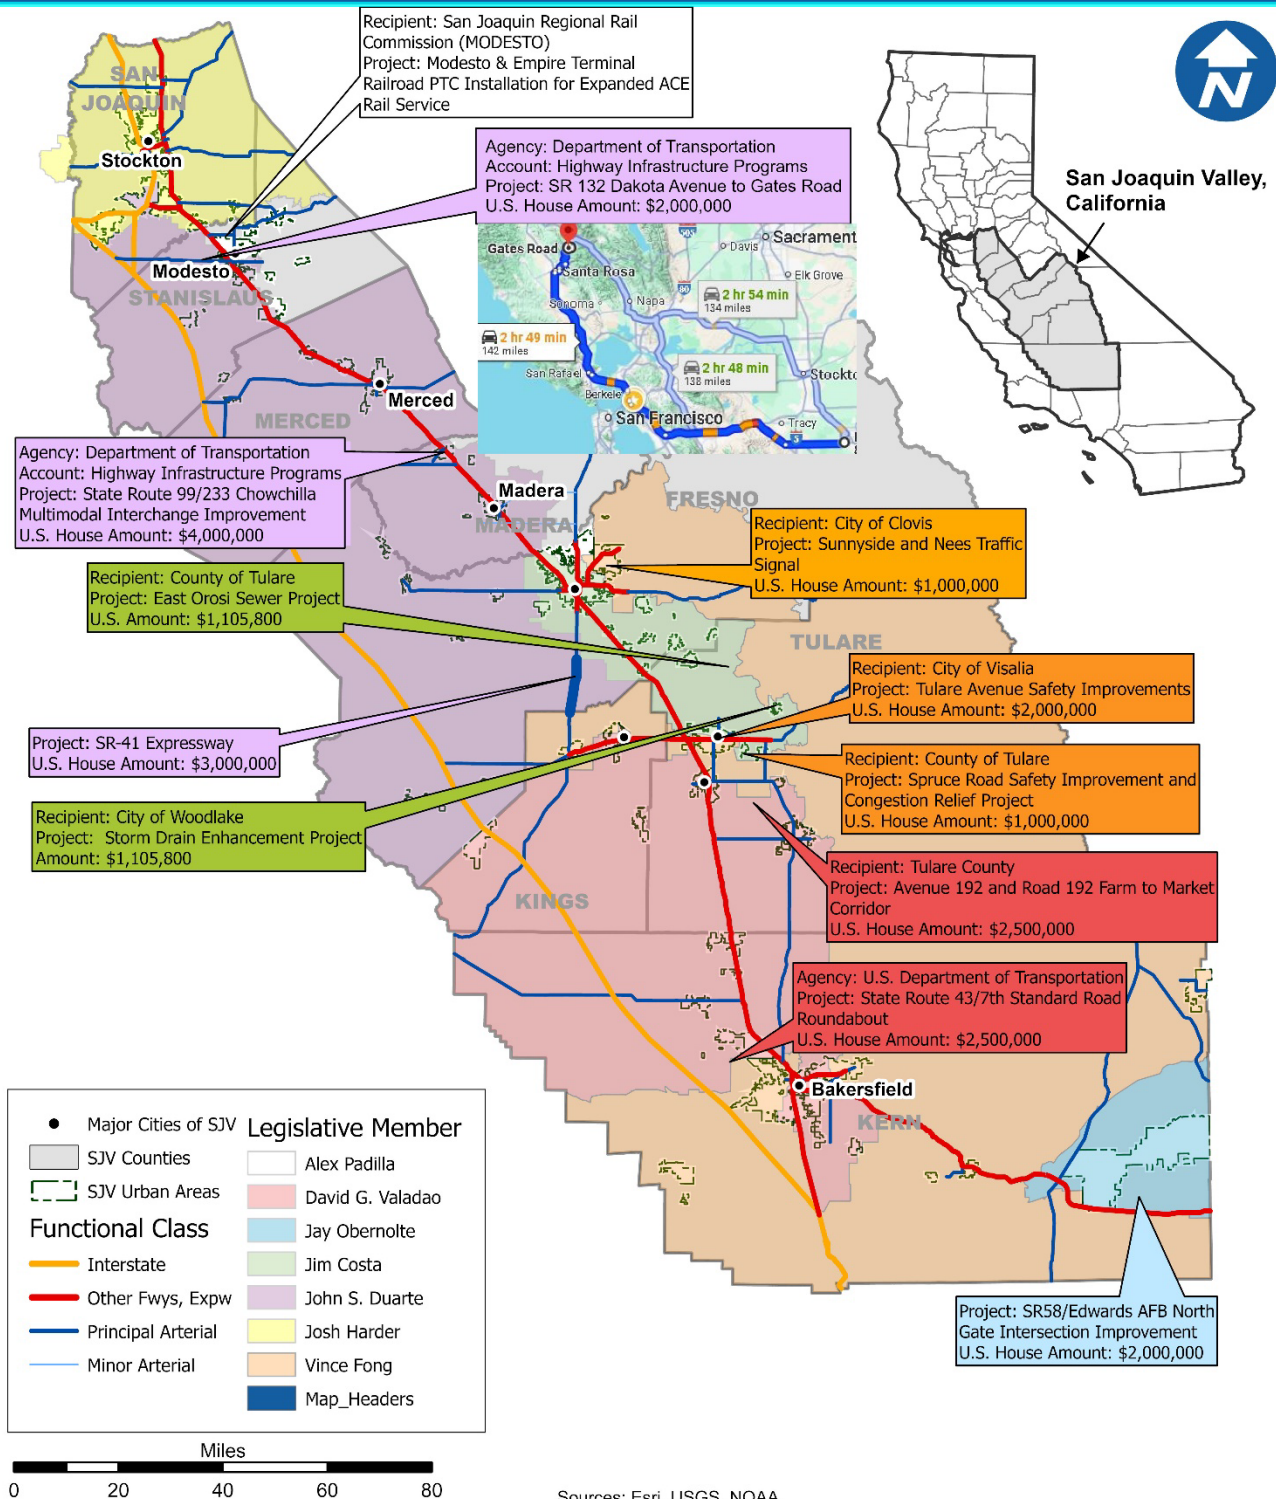 Recipient: San Joaquin Regional Rail
Commission (MODESTO)
Project: Modesto & Empire Terminal
Railroad PTC Installation for Expanded ACE
Rail Service
N
SAN
JOAQUIN
Stockton
Agency: Department of Transportation
Account: Highway Infrastructure Programs
Project: SR 132 Dakota Avenue to Gates Road
U.S. House Amount: $2,000,000
San Joaquin Valley,
California
Modesto
STANISLAUS
Gates Road
505
Davis
Sacrament
Santa Rosa
Elk Grove
Sonoma
Napa
80
2 hr 54 min
134 miles
2 hr 49 min
142 miles
San Rafael
2 hr 48 min
138 miles
Stockto
Berkele
San Francisco
Tracy
Merced
MERCED
Agency: Department of Transportation
Account: Highway Infrastructure Programs
Project: State Route 99/233 Chowchilla
Multimodal Interchange Improvement
U.S. House Amount: $4,000,000
Madera
MADERA
FRESNO
Recipient: City of Clovis
Project: Sunnyside and Nees Traffic
Signal
U.S. House Amount: $1,000,000
Recipient: County of Tulare
Project: East Orosi Sewer Project
U.S. Amount: $1,105,800
TULARE
Recipient: City of Visalia
Project: Tulare Avenue Safety Improvements
U.S. House Amount: $2,000,000
Project: SR-41 Expressway
U.S. House Amount: $3,000,000
Recipient: County of Tulare
Project: Spruce Road Safety Improvement and
Congestion Relief Project
U.S. House Amount: $1,000,000
Recipient: City of Woodlake
Project: Storm Drain Enhancement Project
Amount: $1,105,800
Recipient: Tulare County
Project: Avenue 192 and Road 192 Farm to Market
Corridor
U.S. House Amount: $2,500,000
KINGS
Agency: U.S. Department of Transportation
Project: State Route 43/7th Standard Road
Roundabout
U.S. House Amount: $2,500,000
Bakersfield
KERN
Major Cities of SJV
SJV Counties
SJV Urban Areas
Functional Class
Interstate
Other Fwys, Expw
Principal Arterial
Minor Arterial
Legislative Member
Alex Padilla
David G. Valadao
Jay Obernolte
Jim Costa
John S. Duarte
Josh Harder
Vince Fong
Map_Headers
Project: SR58/Edwards AFB North
Gate Intersection Improvement
U.S. House Amount: $2,000,000
Miles
0 20 40 60 80
Sources: Esri, USGS, NOAA